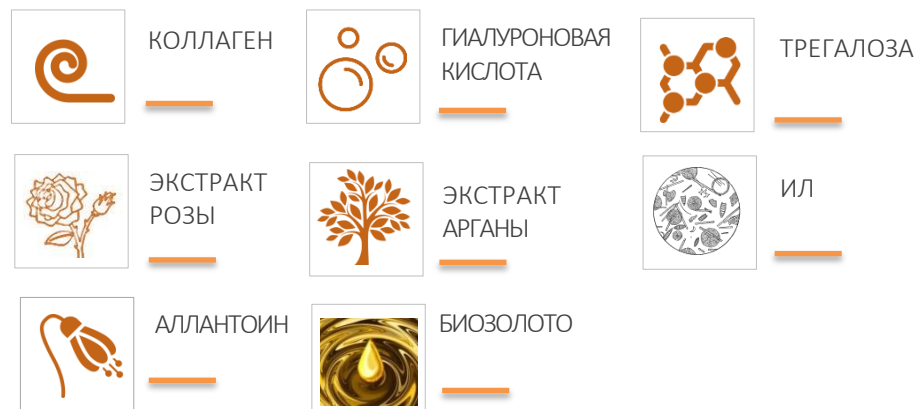 КОЛЛАГЕН
ГИАЛУРОНОВАЯ
КИСЛОТА
ТРЕГАЛОЗА
ЭКСТРАКТ
РОЗЫ
ЭКСТРАКТ
АРГАНЫ
ИЛ
АЛЛАНТОИН
БИОЗОЛОТО